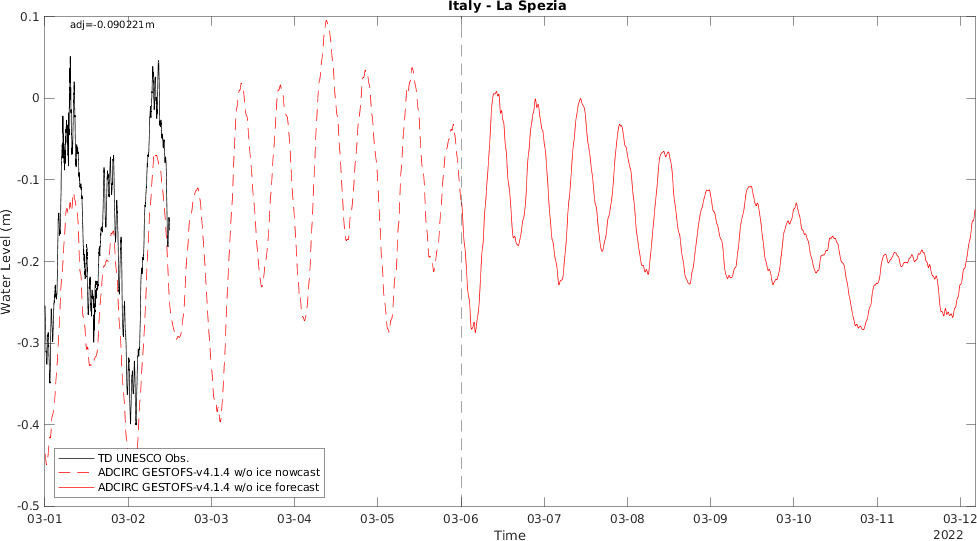 Italy - La Spezia
adj=-0.090221m
0.1
0
-0.1
-0.2
-0.3
-0.4
-0.5
Water Level (m)
TD UNESCO Obs.
ADCIRC GESTOFS-v4.1.4 w/o ice nowcast
ADCIRC GESTOFS-v4.1.4 w/o ice forecast
03-01 03-02 03-03 03-04 03-05 03-06 03-07 03-08 03-09 03-10 03-11 03-12
Time
2022